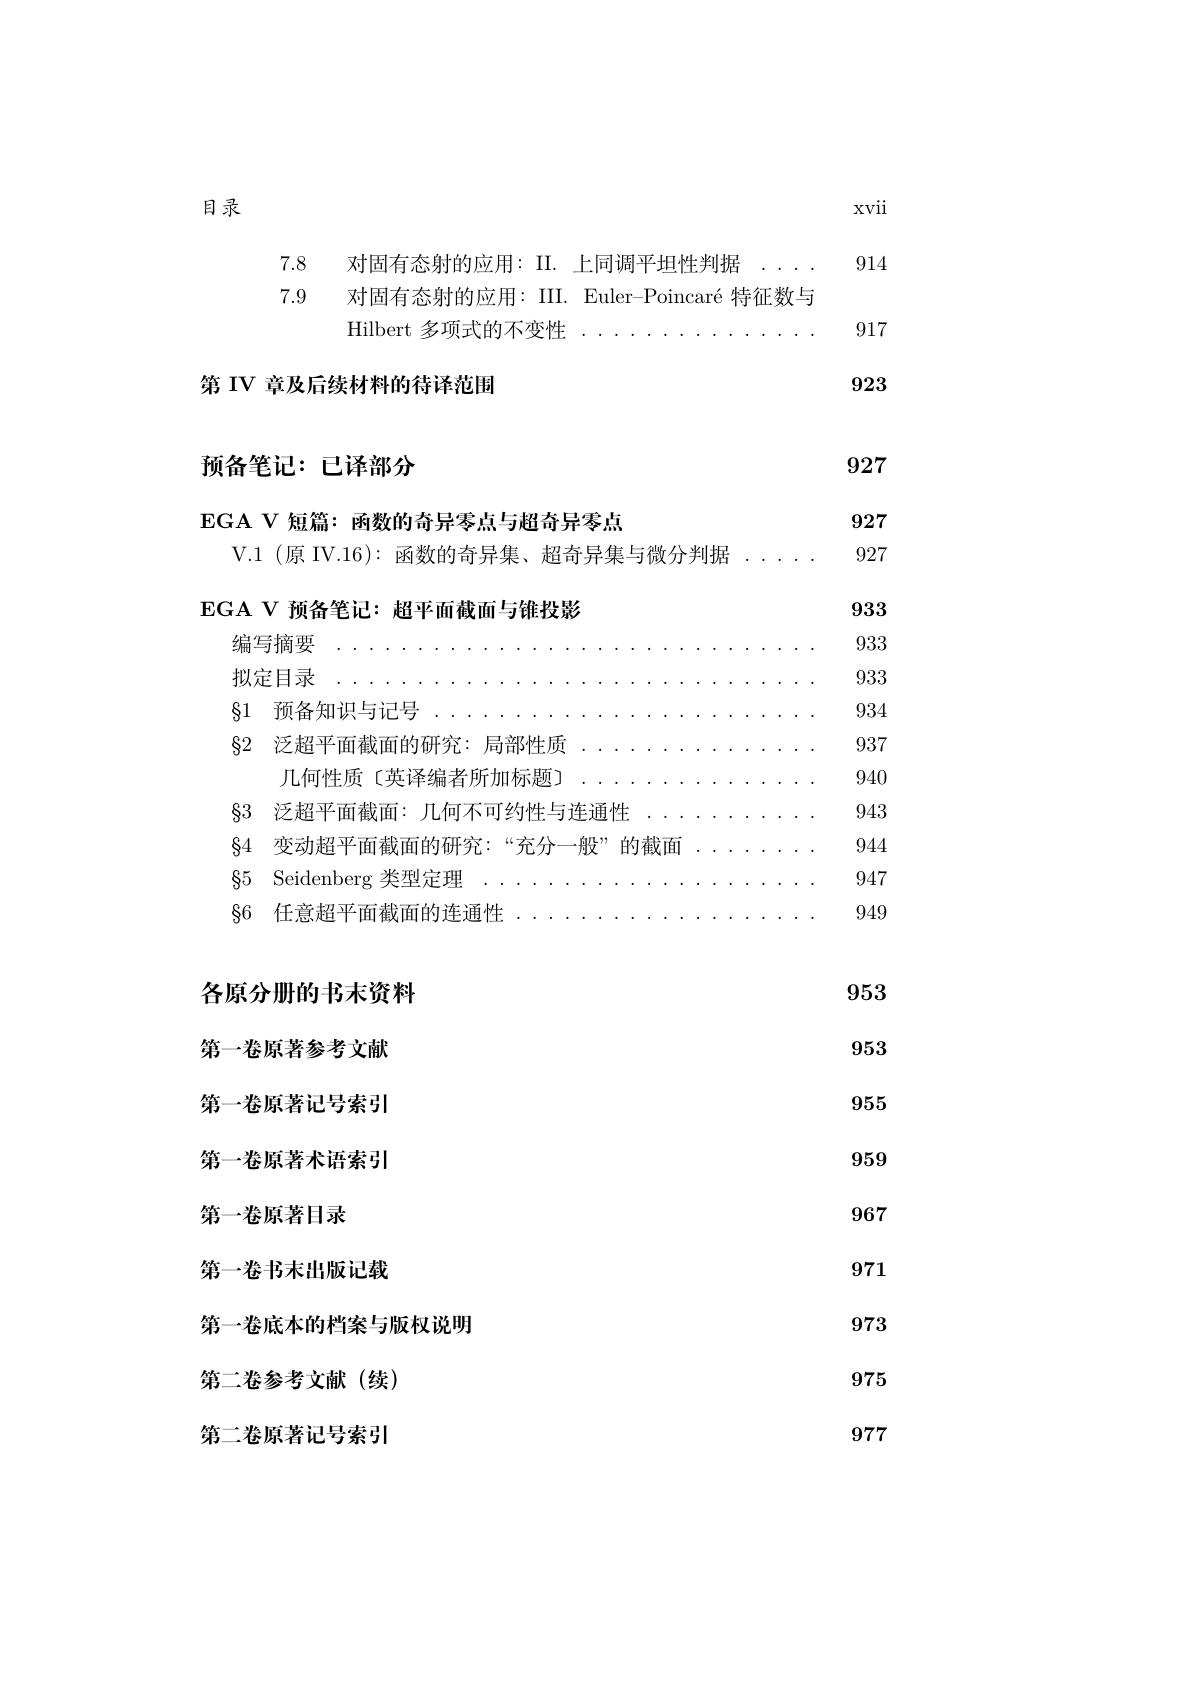 目录 xvii
7.8 对固有态射的应用：II. 上同调平坦性判据 . . . . 914
7.9 对固有态射的应用：III. Euler–Poincaré 特征数与
Hilbert 多项式的不变性 . . . . . . . . . . . . . . . 917
第 IV 章及后续材料的待译范围 923
预备笔记：已译部分 927
EGA V 短篇：函数的奇异零点与超奇异零点 927
V.1（原 IV.16）：函数的奇异集、超奇异集与微分判据 . . . . . 927
EGA V 预备笔记：超平面截面与锥投影 933
编写摘要 . . . . . . . . . . . . . . . . . . . . . . . . . . . . . . 933
拟定目录 . . . . . . . . . . . . . . . . . . . . . . . . . . . . . . 933
§1 预备知识与记号 . . . . . . . . . . . . . . . . . . . . . . . . 934
§2 泛超平面截面的研究：局部性质 . . . . . . . . . . . . . . . 937
几何性质〔英译编者所加标题〕 . . . . . . . . . . . . . . . 940
§3 泛超平面截面：几何不可约性与连通性 . . . . . . . . . . . 943
§4 变动超平面截面的研究：“充分一般”的截面 . . . . . . . . 944
§5 Seidenberg 类型定理 . . . . . . . . . . . . . . . . . . . . . 947
§6 任意超平面截面的连通性 . . . . . . . . . . . . . . . . . . . 949
各原分册的书末资料 953
第一卷原著参考文献 953
第一卷原著记号索引 955
第一卷原著术语索引 959
第一卷原著目录 967
第一卷书末出版记载 971
第一卷底本的档案与版权说明 973
第二卷参考文献（续） 975
第二卷原著记号索引 977